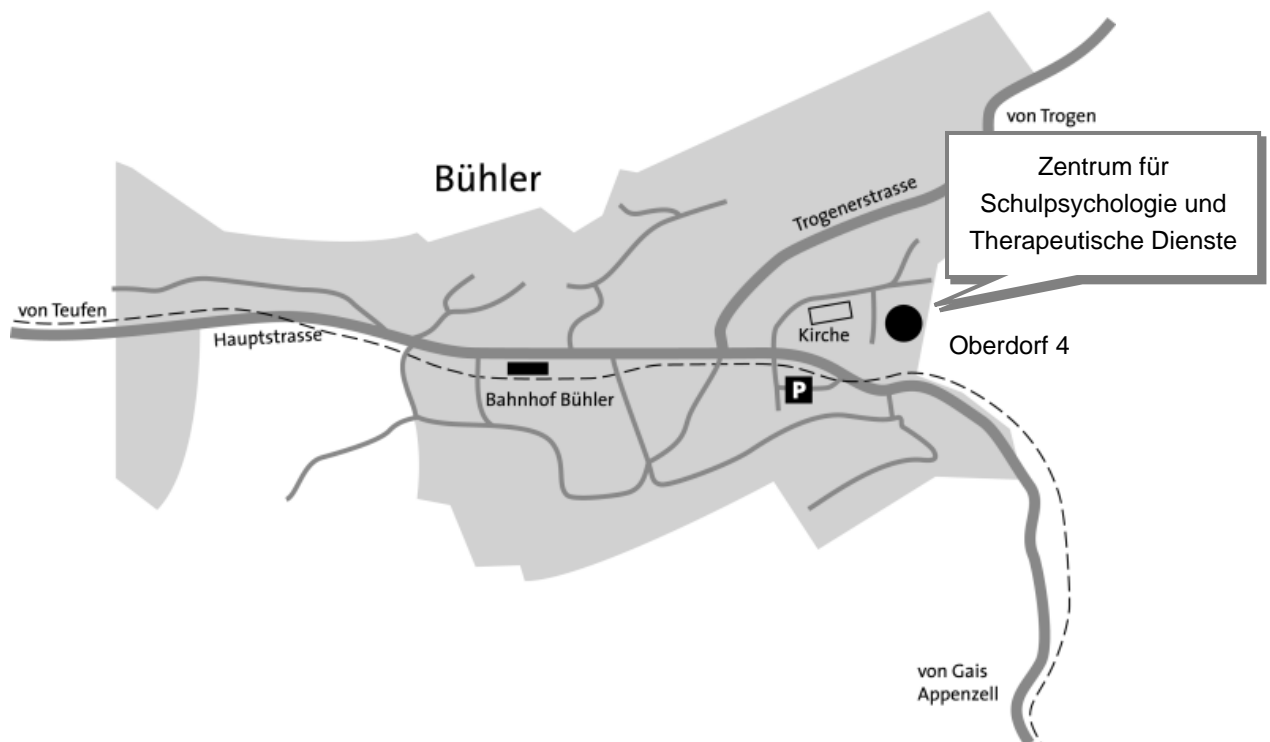 von Trogen
Zentrum für
Schulpsychologie und
Therapeutische Dienste
Bühler
Trogenerstrasse
von Teufen
Hauptstrasse
Kirche
Oberdorf 4
P
Bahnhof Bühler
von Gais
Appenzell